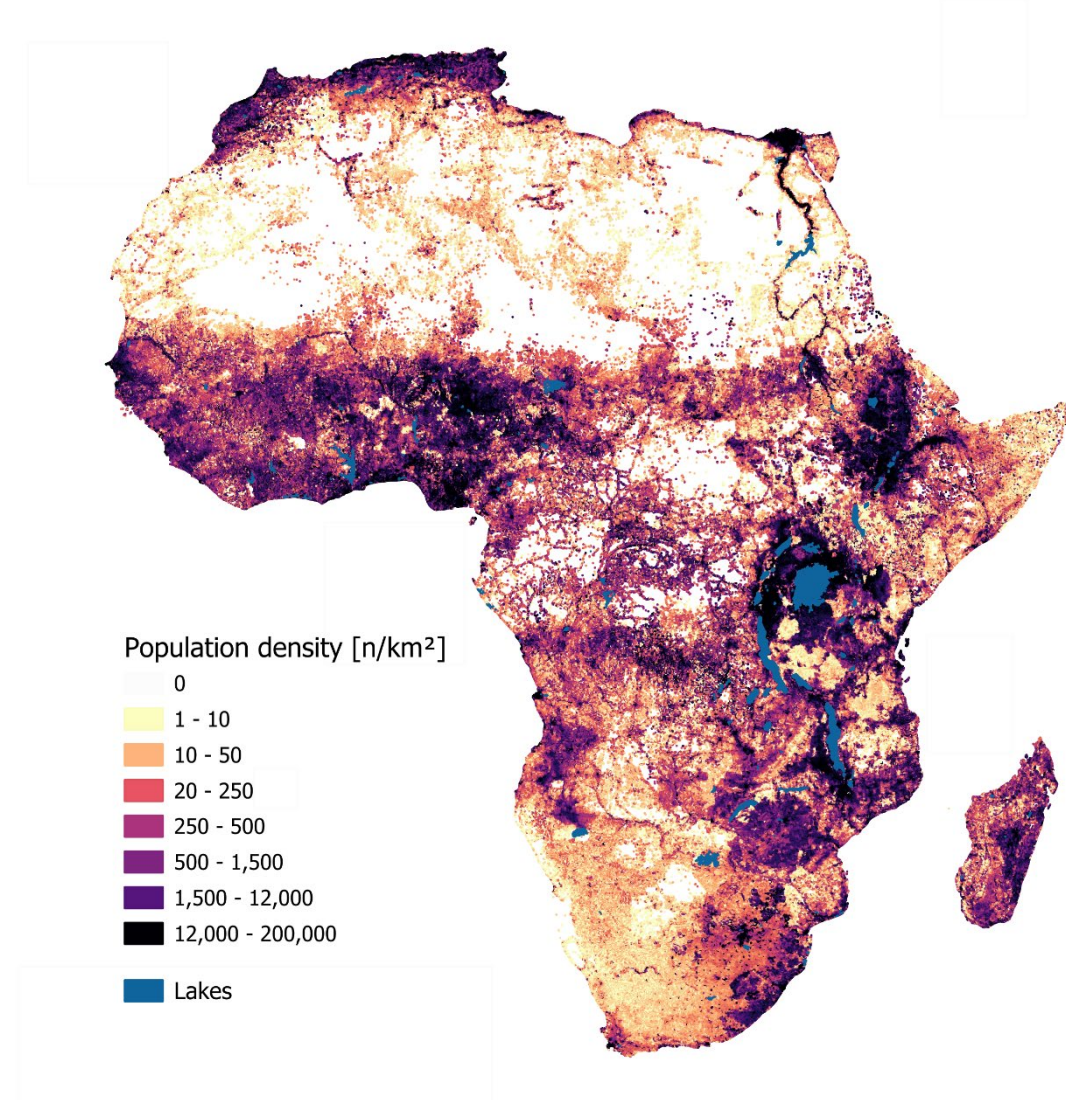 Population density [n/km²]
0
1 - 10
10 - 50
20 - 250
250 - 500
500 - 1,500
1,500 - 12,000
12,000 - 200,000
Lakes